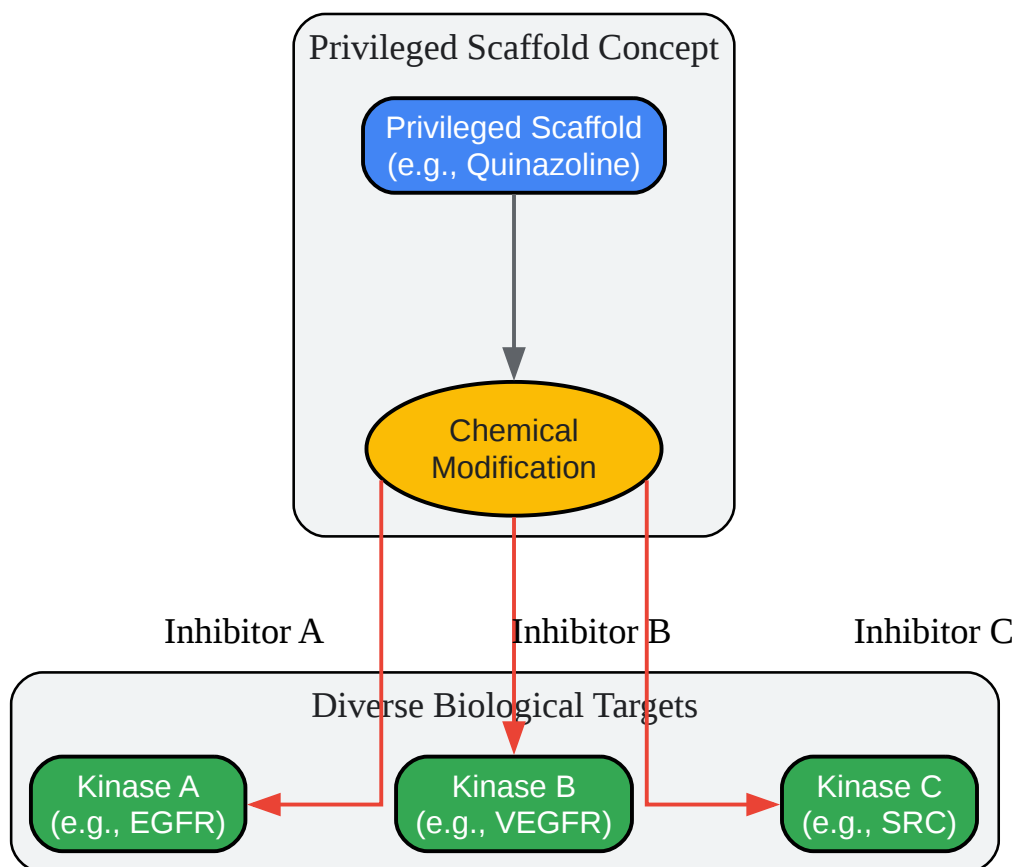 Privileged Scaffold Concept
Privileged Scaffold
(e.g., Quinazoline)
Chemical
Modification
Inhibitor A
Inhibitor B
Inhibitor C
Diverse Biological Targets
Kinase A
(e.g., EGFR)
Kinase B
(e.g., VEGFR)
Kinase C
(e.g., SRC)